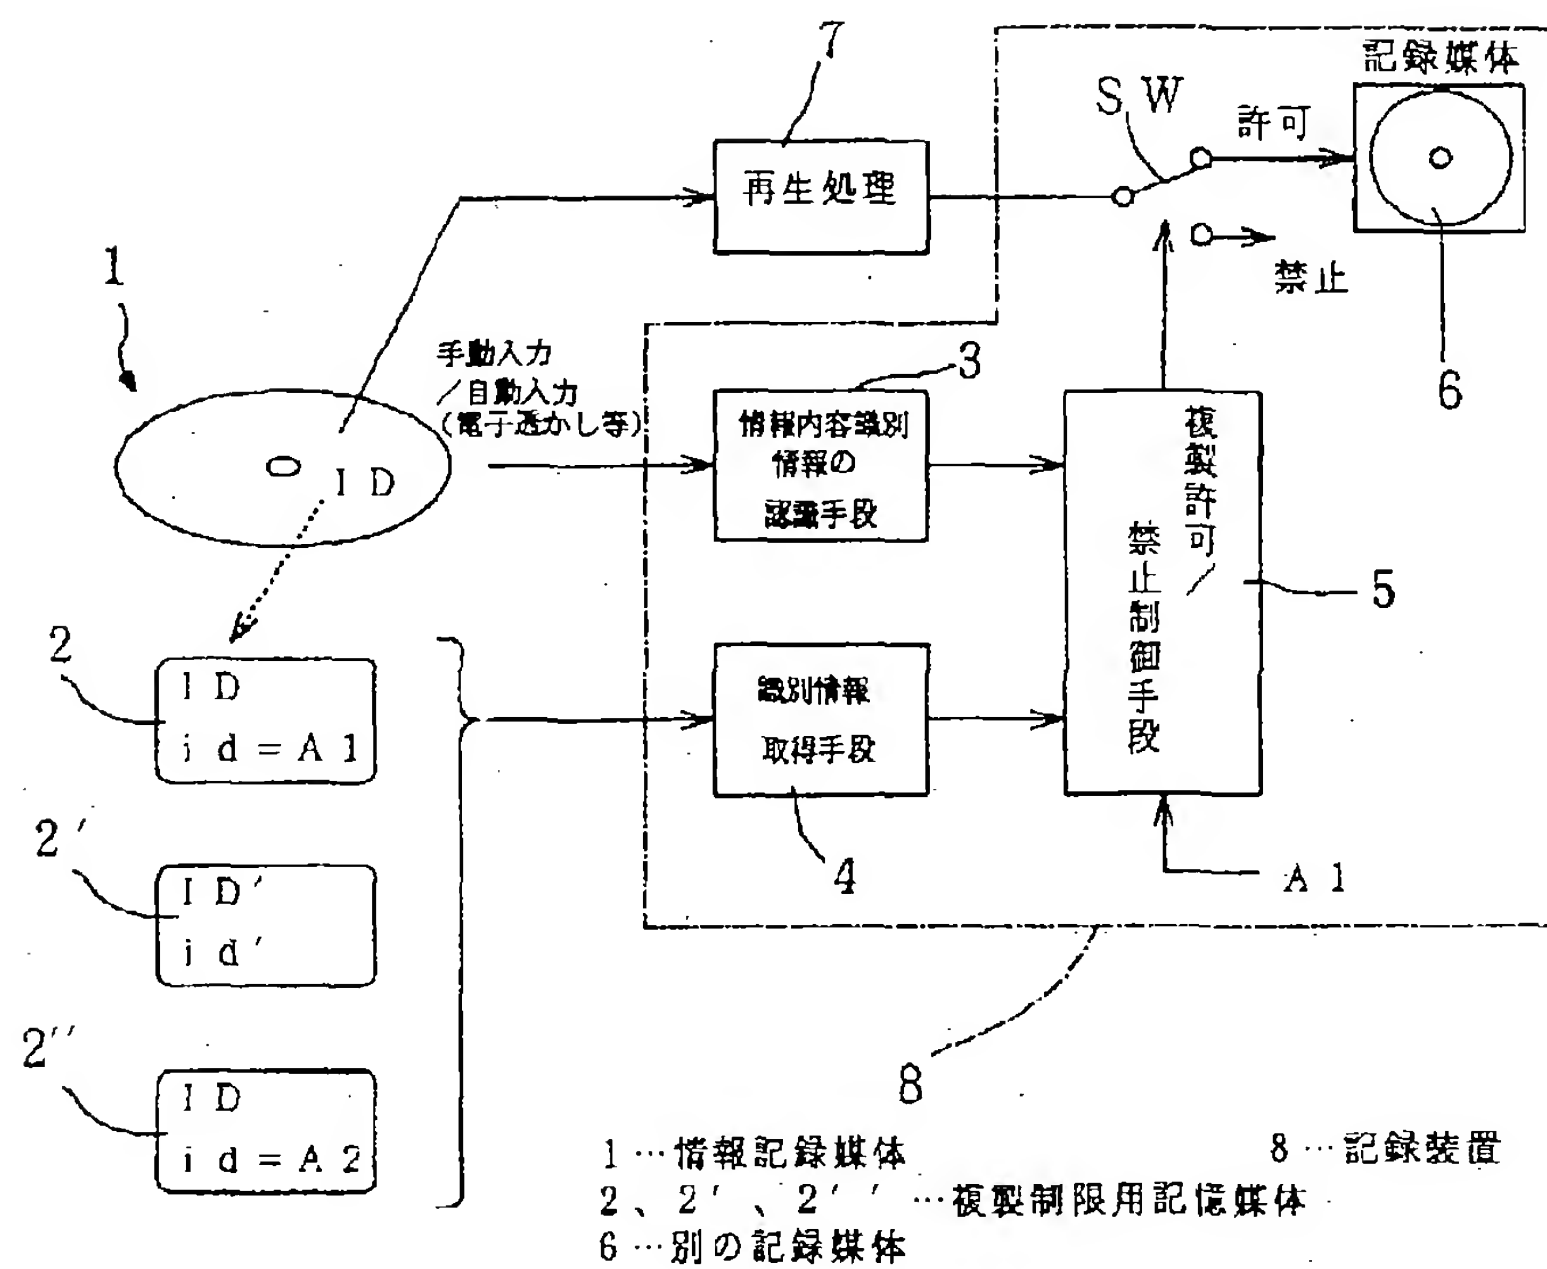 7
記録媒体
SW
許可
再生処理
禁止
1
6
手動入力
/自動入力
(電子透かし等)
3
情報内容識別
情報の
認識手段
ID
複製許可/
禁止制御手段
5
2
ID
id=A1
識別情報
取得手段
4
2'
ID'
id'
A1
2''
ID
id=A2
8
1…情報記録媒体
8…記録装置
2、2'、2''…複製制限用記憶媒体
6…別の記録媒体